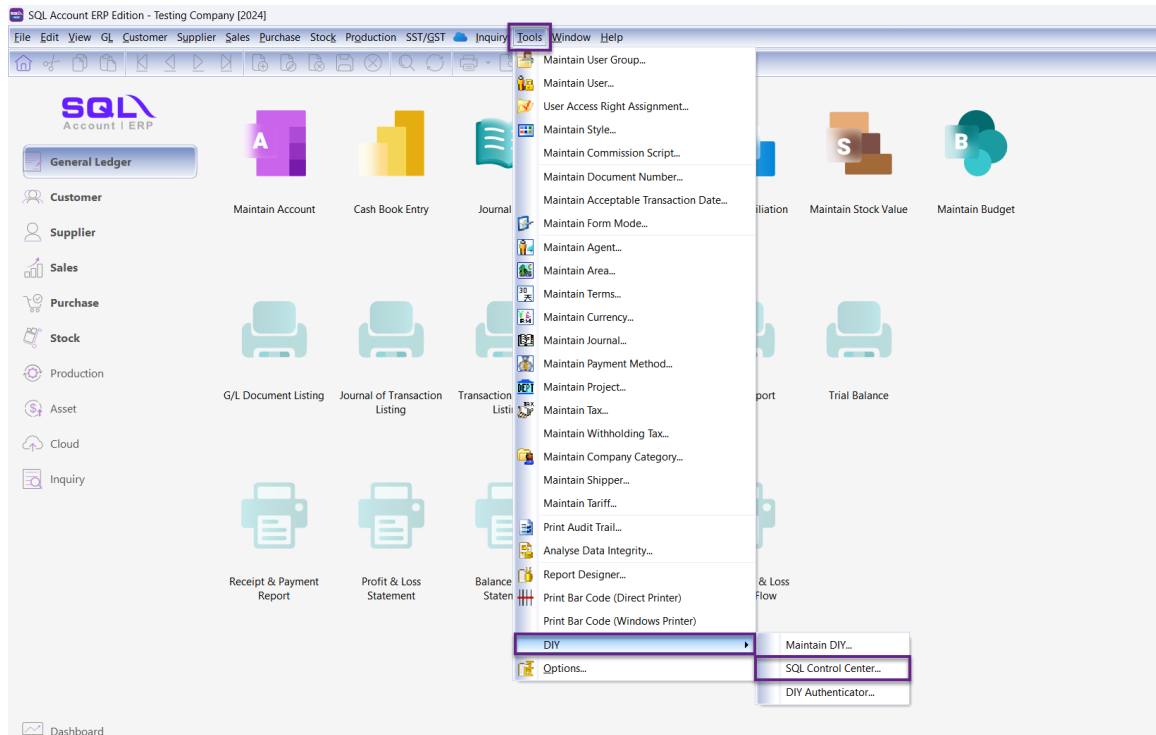 SQL Account ERP Edition - Testing Company [2024]
File Edit View GL Customer Supplier Sales Purchase Stock Production SST/GST Inquiry Tools Window Help
SQL
Account | ERP
General Ledger
Customer
Supplier
Sales
Purchase
Stock
Production
Asset
Cloud
Inquiry
Dashboard
A
S
B
Maintain Account
Cash Book Entry
Journal
iliation
Maintain Stock Value
Maintain Budget
G/L Document Listing
Journal of Transaction
Listing
Transaction
Listi
port
Trial Balance
Receipt & Payment
Report
Profit & Loss
Statement
Balance
Staten
& Loss
Flow
Maintain User Group...
Maintain User...
User Access Right Assignment...
Maintain Style...
Maintain Commission Script...
Maintain Document Number...
Maintain Acceptable Transaction Date...
Maintain Form Mode...
Maintain Agent...
Maintain Area...
Maintain Terms...
Maintain Currency...
Maintain Journal...
Maintain Payment Method...
Maintain Project...
Maintain Tax...
Maintain Withholding Tax...
Maintain Company Category...
Maintain Shipper...
Maintain Tariff...
Print Audit Trail...
Analyse Data Integrity...
Report Designer...
Print Bar Code (Direct Printer)
Print Bar Code (Windows Printer)
DIY
Options...
Maintain DIY...
SQL Control Center...
DIY Authenticator...